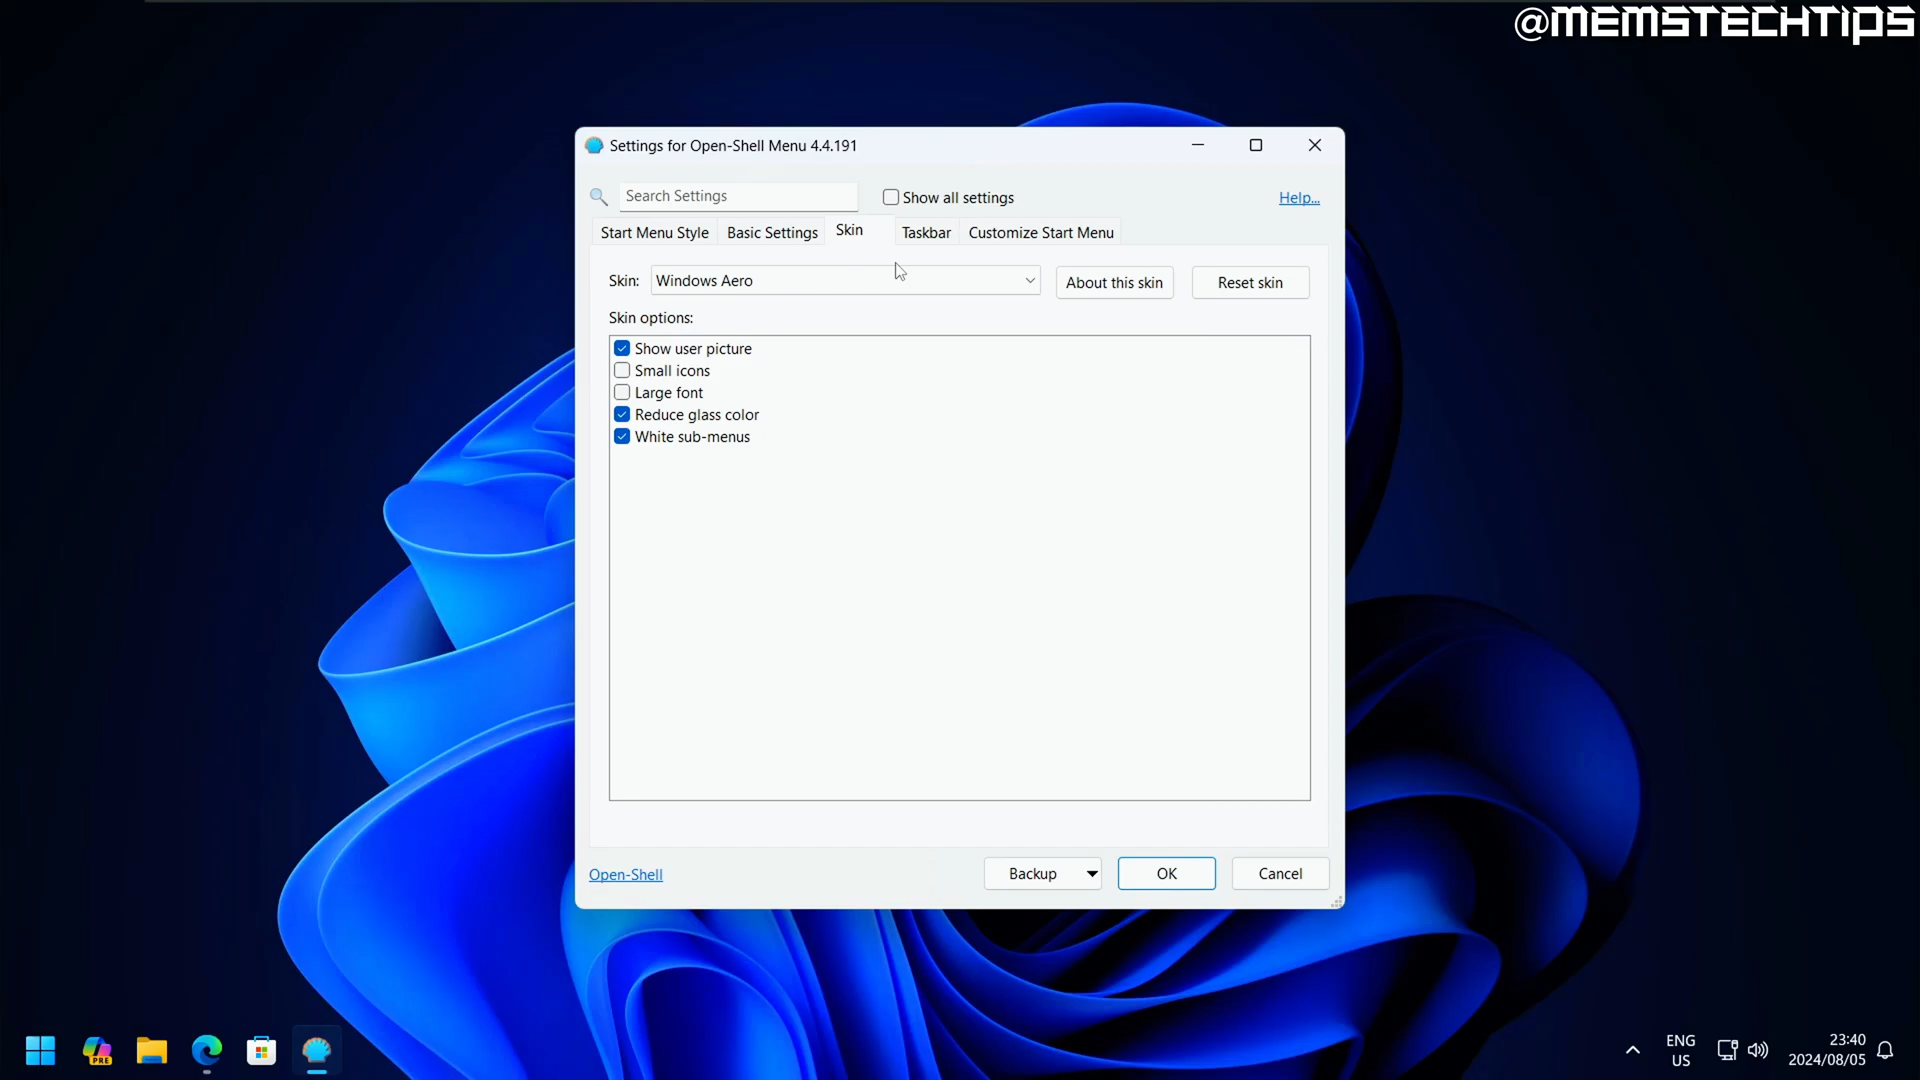 @MEMSTECHTIPS
Settings for Open-Shell Menu 4.4.191
Search Settings
Show all settings
Help...
Start Menu Style
Basic Settings
Skin
Taskbar
Customize Start Menu
Skin:
Windows Aero
About this skin
Reset skin
Skin options:
Show user picture
Small icons
Large font
Reduce glass color
White sub-menus
Open-Shell
Backup
OK
Cancel
PRE
ENG
US
23:40
2024/08/05